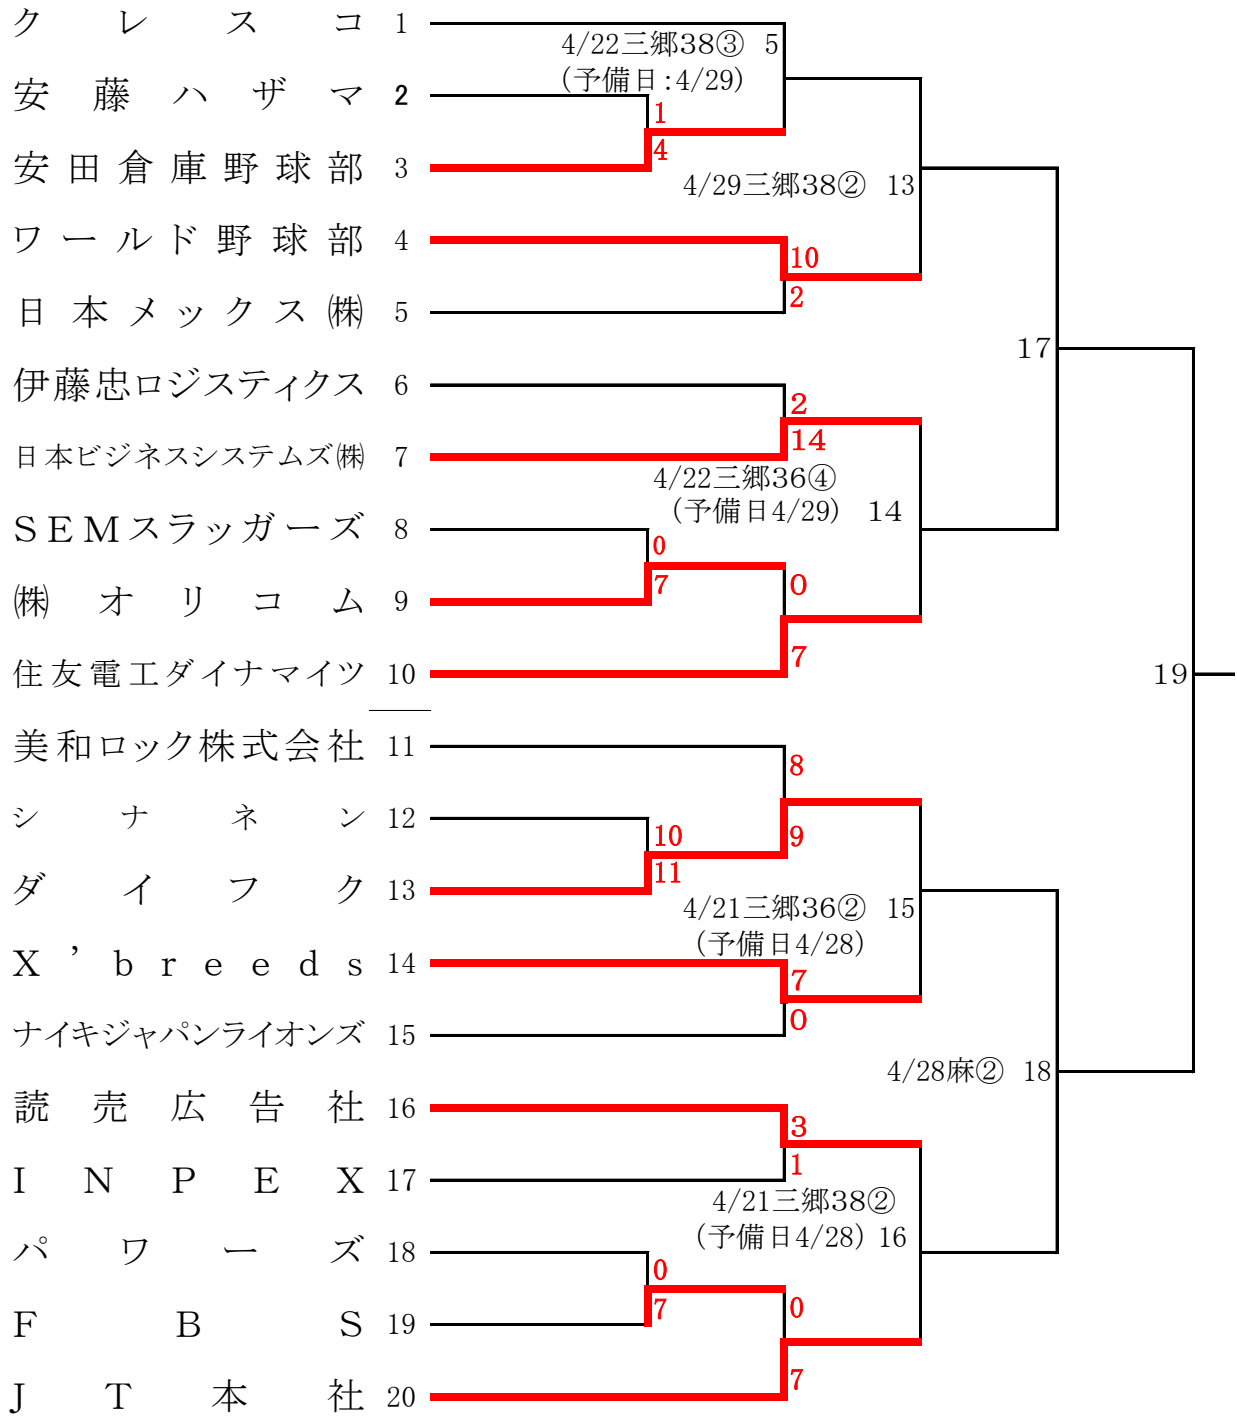 クレスコ 1
4/22三郷38③ 5
(予備日:4/29)
安藤ハザマ 2
1
4
安田倉庫野球部 3
4/29三郷38② 13
ワールド野球部 4
10
2
日本メックス㈱ 5
17
伊藤忠ロジスティクス 6
2
14
日本ビジネスシステムズ㈱ 7
4/22三郷36④
(予備日4/29) 14
SEMスラッガーズ 8
0
7
0
㈱オリコム 9
7
住友電工ダイナマイツ 10
19
美和ロック株式会社 11
8
シナネン 12
10
9
11
ダイフク 13
4/21三郷36② 15
(予備日4/28)
X’breeds 14
7
0
ナイキジャパンライオンズ 15
4/28麻② 18
読売広告社 16
3
1
INPEX 17
4/21三郷38②
(予備日4/28) 16
パワーズ 18
0
7
0
FBS 19
7
JT本社 20